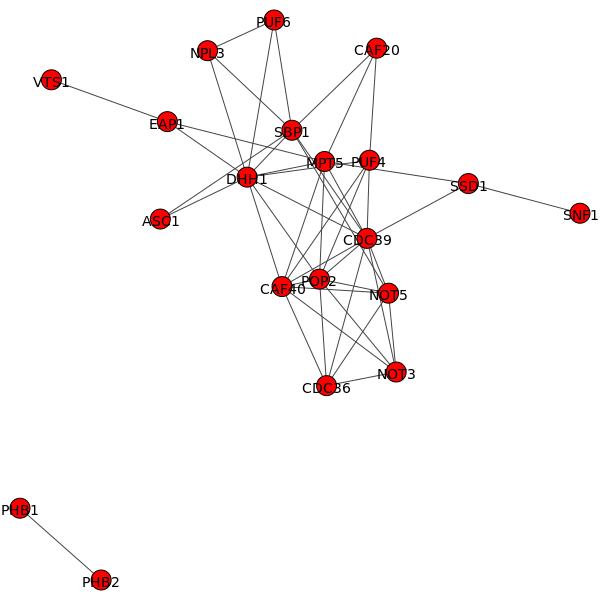 PUF6
NPL3
CAF20
VTS1
EAP1
SBP1
MPT5
PUF4
DHH1
SSD1
SNF1
ASC1
CDC39
POP2
CAF40
NOT5
NOT3
CDC36
PHB1
PHB2